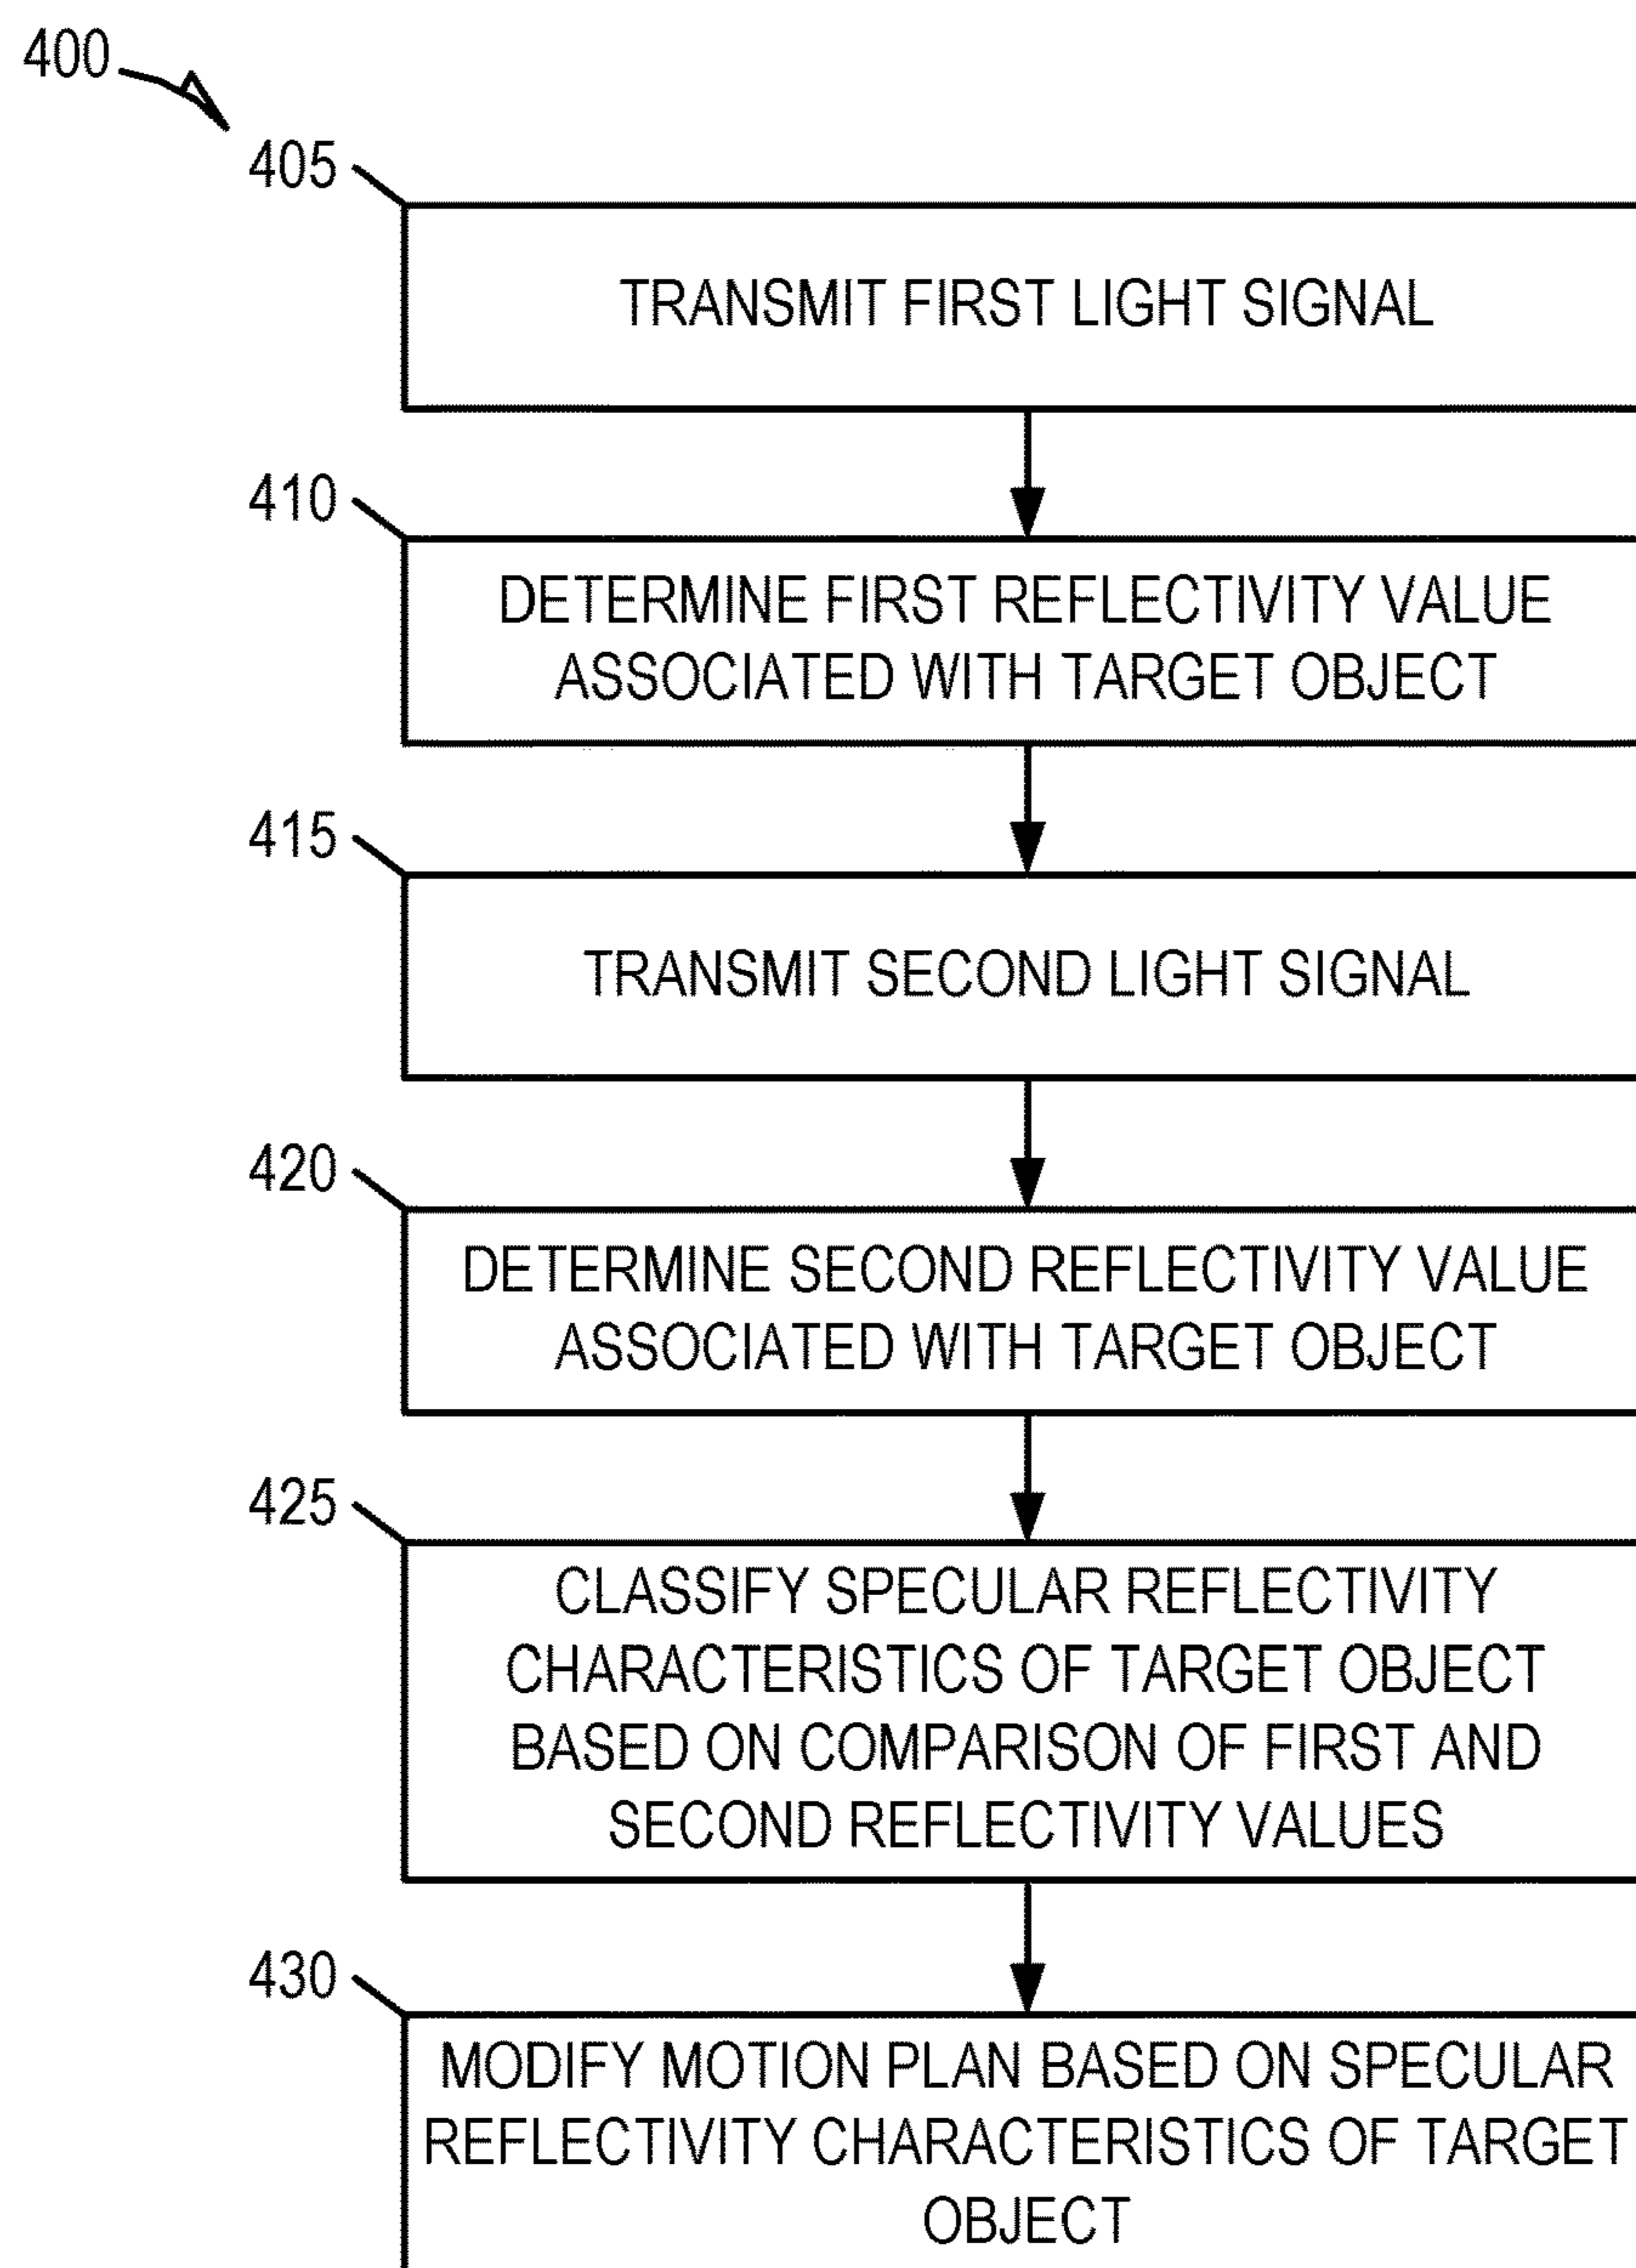 400
405
TRANSMIT FIRST LIGHT SIGNAL
410
DETERMINE FIRST REFLECTIVITY VALUE
ASSOCIATED WITH TARGET OBJECT
415
TRANSMIT SECOND LIGHT SIGNAL
420
DETERMINE SECOND REFLECTIVITY VALUE
ASSOCIATED WITH TARGET OBJECT
425
CLASSIFY SPECULAR REFLECTIVITY
CHARACTERISTICS OF TARGET OBJECT
BASED ON COMPARISON OF FIRST AND
SECOND REFLECTIVITY VALUES
430
MODIFY MOTION PLAN BASED ON SPECULAR
REFLECTIVITY CHARACTERISTICS OF TARGET
OBJECT